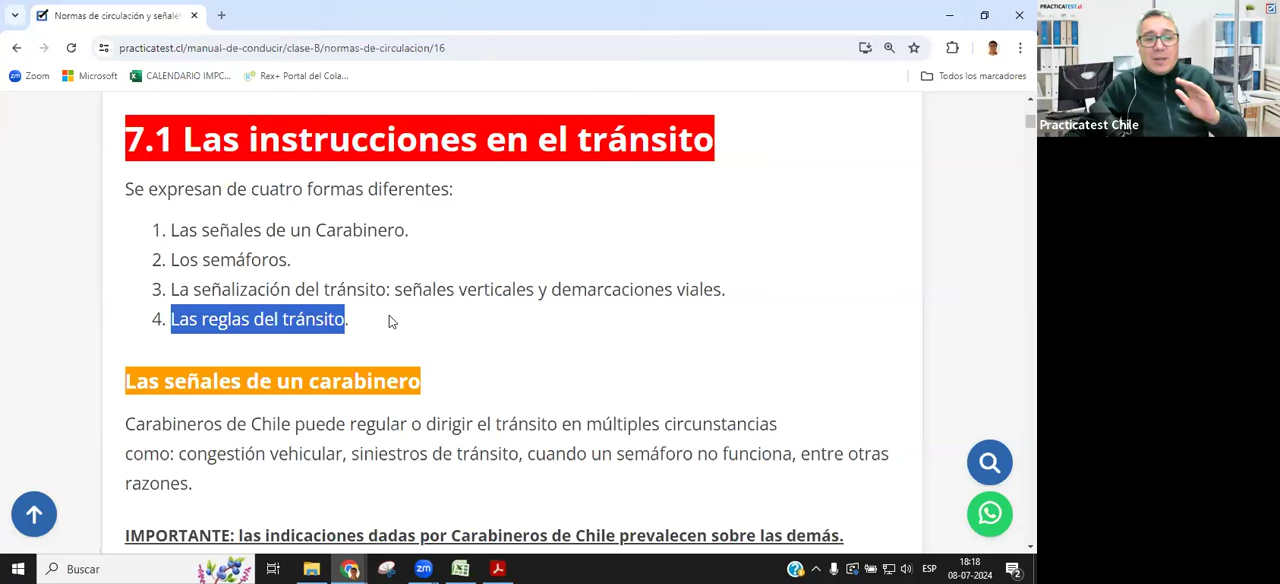 Normas de circulación y señalét
practicatest.cl/manual-de-conducir/clase-B/normas-de-circulacion/16
Zoom
Microsoft
CALENDARIO IMPC...
Rex+ Portal del Cola...
Todos los marcadores
PRACTICATEST.cl
Practicatest Chile
7.1 Las instrucciones en el tránsito
Se expresan de cuatro formas diferentes:
1. Las señales de un Carabinero.
2. Los semáforos.
3. La señalización del tránsito: señales verticales y demarcaciones viales.
4. Las reglas del tránsito.
Las señales de un carabinero
Carabineros de Chile puede regular o dirigir el tránsito en múltiples circunstancias
como: congestión vehicular, siniestros de tránsito, cuando un semáforo no funciona, entre otras
razones.
IMPORTANTE: las indicaciones dadas por Carabineros de Chile prevalecen sobre las demás.
Buscar
zm
ESP
18:18
08-07-2024
2